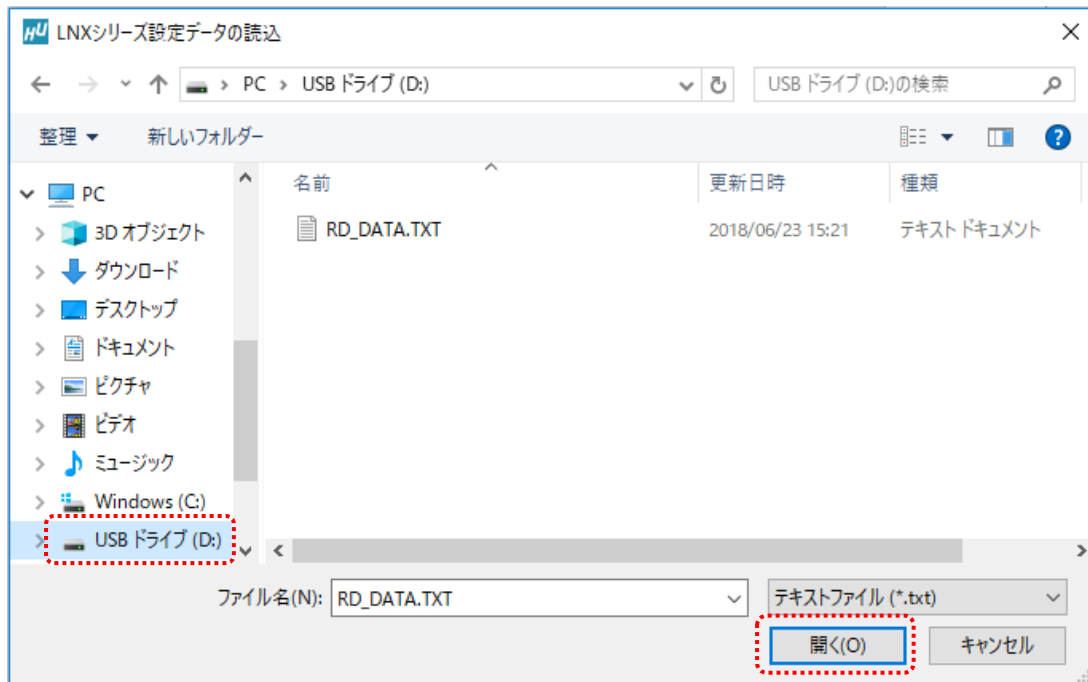 HU LNXシリーズ設定データの読込
PC › USB ドライブ (D:) USB ドライブ (D:)の検索
整理 新しいフォルダー ?
名前 更新日時 種類
RD_DATA.TXT 2018/06/23 15:21 テキスト ドキュメント
PC
3D オブジェクト
ダウンロード
デスクトップ
ドキュメント
ピクチャ
ビデオ
ミュージック
Windows (C:)
USB ドライブ (D:)
ファイル名(N): RD_DATA.TXT テキストファイル (*.txt)
開く(O) キャンセル